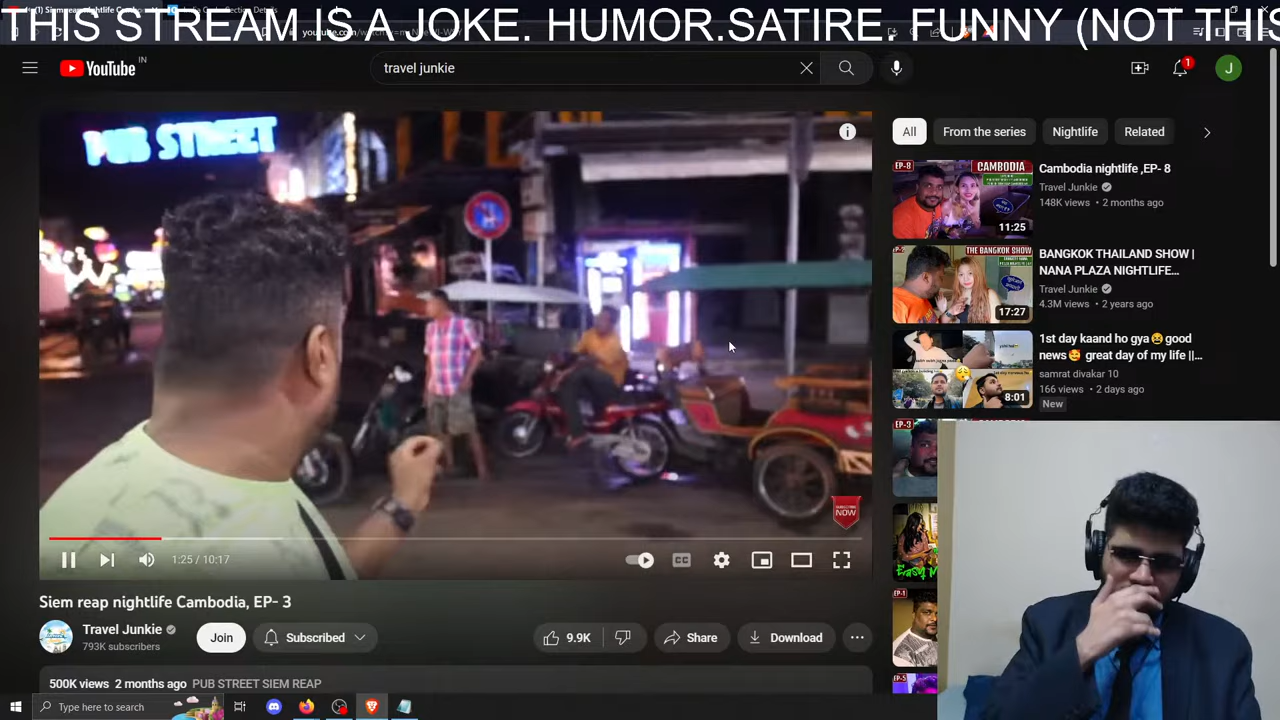 THIS STREAM IS A JOKE. HUMOR.SATIRE. FUNNY (NOT THIS
YouTube IN
travel junkie
1
J
PUB STREET
All
From the series
Nightlife
Related
EP-8
CAMBODIA
11:25
Cambodia nightlife ,EP- 8
Travel Junkie
148K views • 2 months ago
THE BANGKOK SHOW
17:27
BANGKOK THAILAND SHOW |
NANA PLAZA NIGHTLIFE...
Travel Junkie
4.3M views • 2 years ago
8:01
1st day kaand ho gya😫good
news🥰 great day of my life ||...
samrat divakar 10
166 views • 2 days ago
New
NOW
1:25 / 10:17
CC
Siem reap nightlife Cambodia, EP- 3
Travel Junkie
793K subscribers
Join
Subscribed
9.9K
Share
Download
500K views 2 months ago PUB STREET SIEM REAP
EP-1
Type here to search